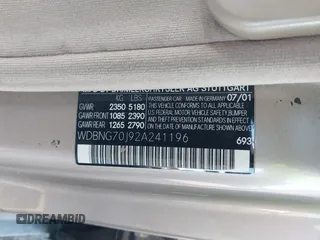 DAIMLERCHRYSLER AG STUTTGART
PASSENGER CAR / MADE IN GERMANY 07/01
KG LBS
GVWR 2350 5180
GAWR:FRONT 1085 2390
GAWR:REAR 1265 2790
THIS VEHICLE CONFORMS TO ALL APPLICABLE
U.S. FEDERAL MOTOR VEHICLE SAFETY
BUMPER AND THEFT PREVENTION
STANDARDS IN EFFECT ON THE DATE OF
MANUFACTURE SHOWN ABOVE
WDBNG70J92A241196
693
DREAMBID